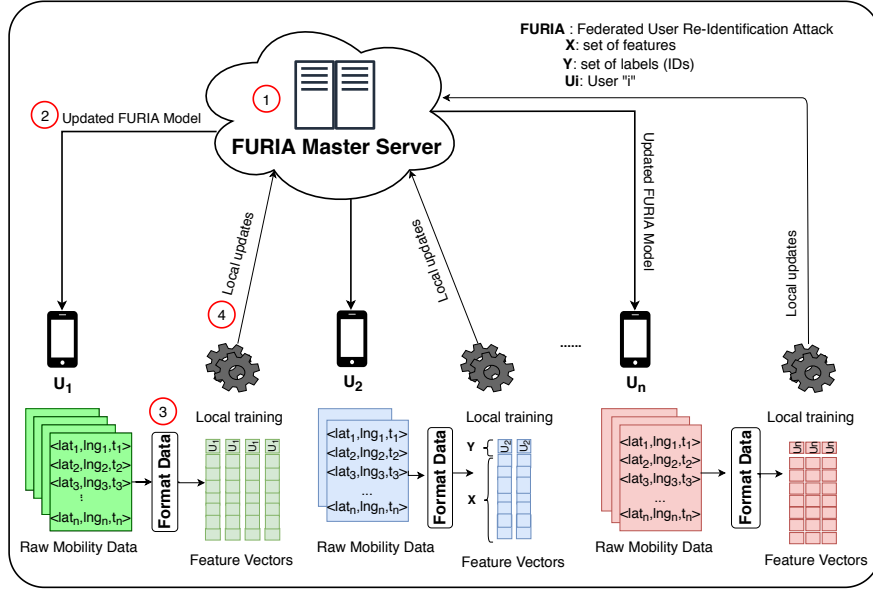 FURIA : Federated User Re-Identification Attack
X: set of features
Y: set of labels (IDs)
Ui: User "i"
1
FURIA Master Server
2
Updated FURIA Model
Updated FURIA Model
Local updates
Local updates
Local updates
4
......
U1
U2
Un
3
Local training
Local training
Local training
<lat1,lng1,t1>
<lat2,lng2,t2>
<lat3,lng3,t3>
...
<latn,lngn,tn>
Format Data
U1 U1 U1 U1
<lat1,lng1,t1>
<lat2,lng2,t2>
<lat3,lng3,t3>
...
<latn,lngn,tn>
Format Data
Y
X
U2 U2
<lat1,lng1,t1>
<lat2,lng2,t2>
<lat3,lng3,t3>
...
<latn,lngn,tn>
Format Data
Un Un Un
Raw Mobility Data
Feature Vectors
Raw Mobility Data
Feature Vectors
Raw Mobility Data
Feature Vectors